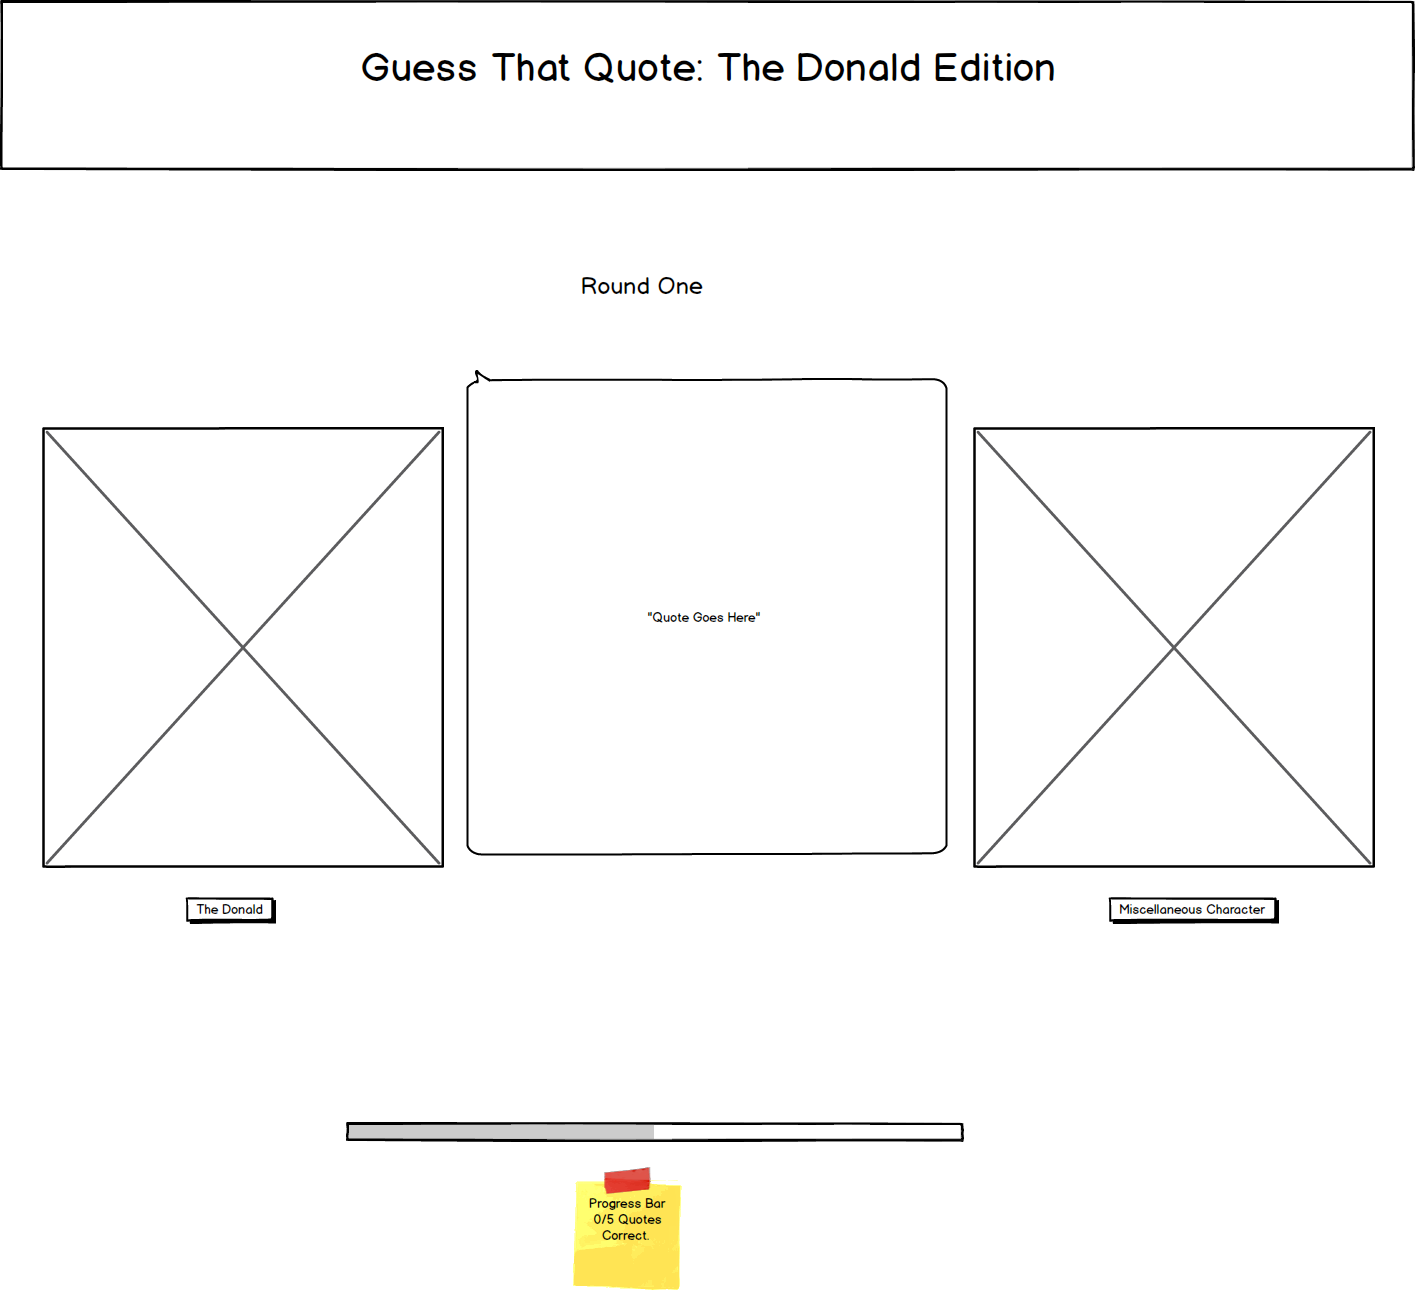 Guess That Quote: The Donald Edition
Round One
"Quote Goes Here"
The Donald
Miscellaneous Character
Progress Bar
0/5 Quotes
Correct.